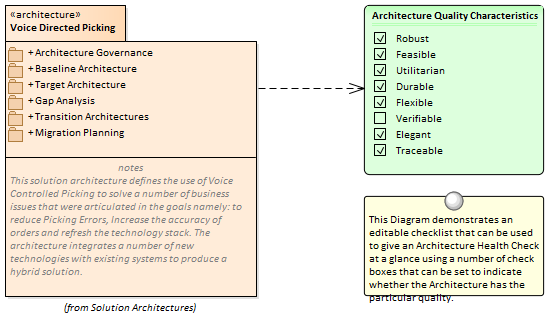 «architecture»
Voice Directed Picking
+ Architecture Governance
+ Baseline Architecture
+ Target Architecture
+ Gap Analysis
+ Transition Architectures
+ Migration Planning
notes
This solution architecture defines the use of Voice
Controlled Picking to solve a number of business
issues that were articulated in the goals namely: to
reduce Picking Errors, Increase the accuracy of
orders and refresh the technology stack. The
architecture integrates a number of new
technologies with existing systems to produce a
hybrid solution.
(from Solution Architectures)
Architecture Quality Characteristics
Robust
Feasible
Utilitarian
Durable
Flexible
Verifiable
Elegant
Traceable
This Diagram demonstrates an
editable checklist that can be used
to give an Architecture Health Check
at a glance using a number of check
boxes that can be set to indicate
whether the Architecture has the
particular quality.